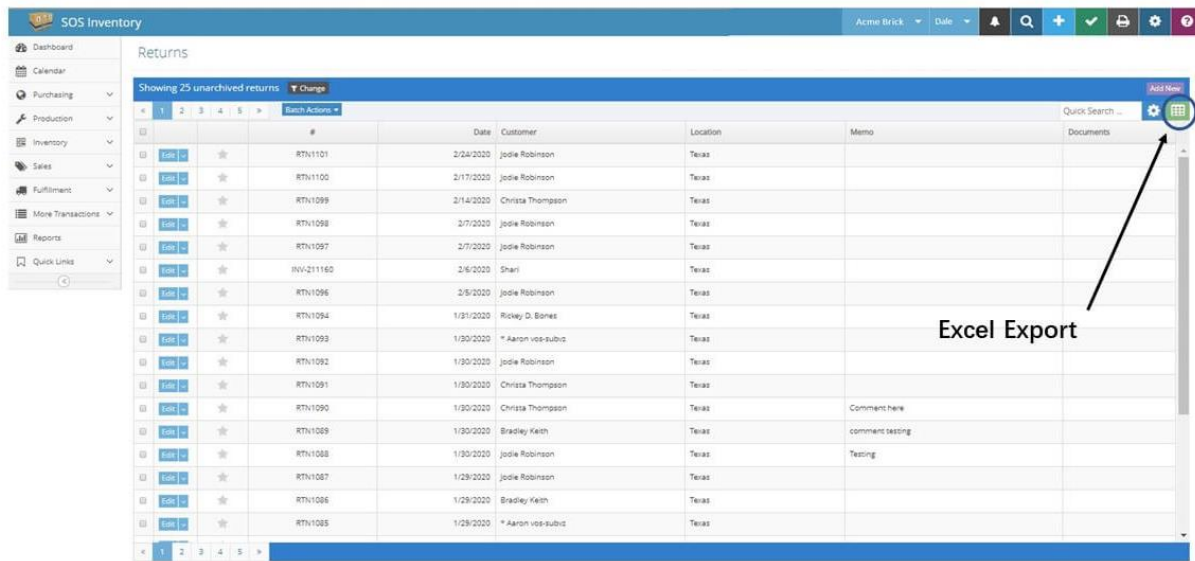 SOS Inventory Acme Brick Dale
Dashboard
Calendar
Purchasing
Production
Inventory
Sales
Fulfillment
More Transactions
Reports
Quick Links
Returns
Showing 25 unarchived returns Change Add New
« 1 2 3 4 5 » Batch Actions Quick Search ...
# Date Customer Location Memo Documents
Edit RTN1101 2/24/2020 Jodie Robinson Texas
Edit RTN1100 2/17/2020 Jodie Robinson Texas
Edit RTN1099 2/14/2020 Christa Thompson Texas
Edit RTN1098 2/7/2020 Jodie Robinson Texas
Edit RTN1097 2/7/2020 Jodie Robinson Texas
Edit INV-211160 2/6/2020 Shari Texas
Edit RTN1096 2/5/2020 Jodie Robinson Texas
Edit RTN1094 1/31/2020 Rickey D. Bones Texas
Edit RTN1093 1/30/2020 * Aaron vos-subviz Texas
Edit RTN1092 1/30/2020 Jodie Robinson Texas
Edit RTN1091 1/30/2020 Christa Thompson Texas
Edit RTN1090 1/30/2020 Christa Thompson Texas Comment here
Edit RTN1089 1/30/2020 Bradley Keith Texas comment testing
Edit RTN1088 1/30/2020 Jodie Robinson Texas Testing
Edit RTN1087 1/29/2020 Jodie Robinson Texas
Edit RTN1086 1/29/2020 Bradley Keith Texas
Edit RTN1085 1/29/2020 * Aaron vos-subviz Texas
« 1 2 3 4 5 »
Excel Export